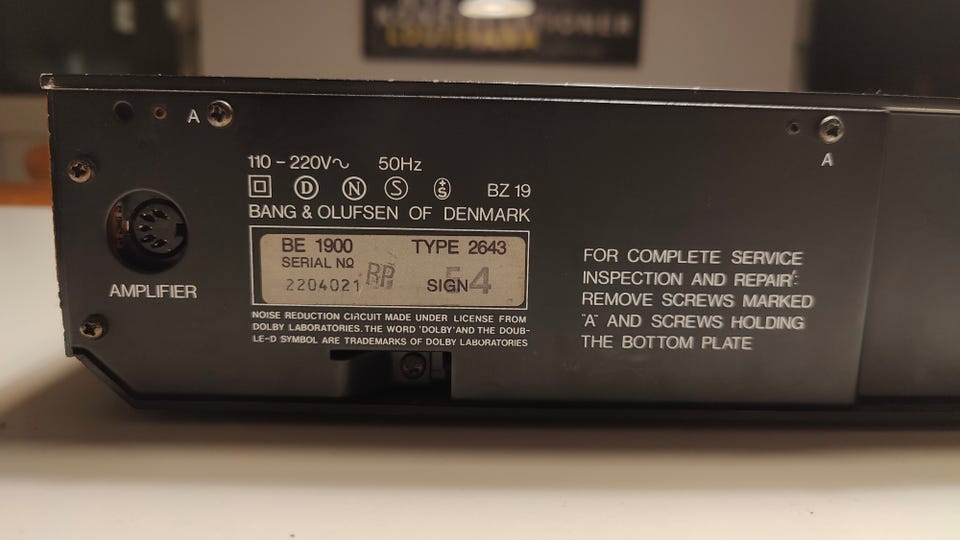 LOUISIANA
A
A
110 - 220V~ 50Hz
D N S +S BZ 19
BANG & OLUFSEN OF DENMARK
BE 1900 TYPE 2643
SERIAL No
2204021 BP SIGN 54
AMPLIFIER
NOISE REDUCTION CIRCUIT MADE UNDER LICENSE FROM
DOLBY LABORATORIES. THE WORD 'DOLBY' AND THE DOUB-
LE-D SYMBOL ARE TRADEMARKS OF DOLBY LABORATORIES
FOR COMPLETE SERVICE
INSPECTION AND REPAIR:
REMOVE SCREWS MARKED
"A" AND SCREWS HOLDING
THE BOTTOM PLATE